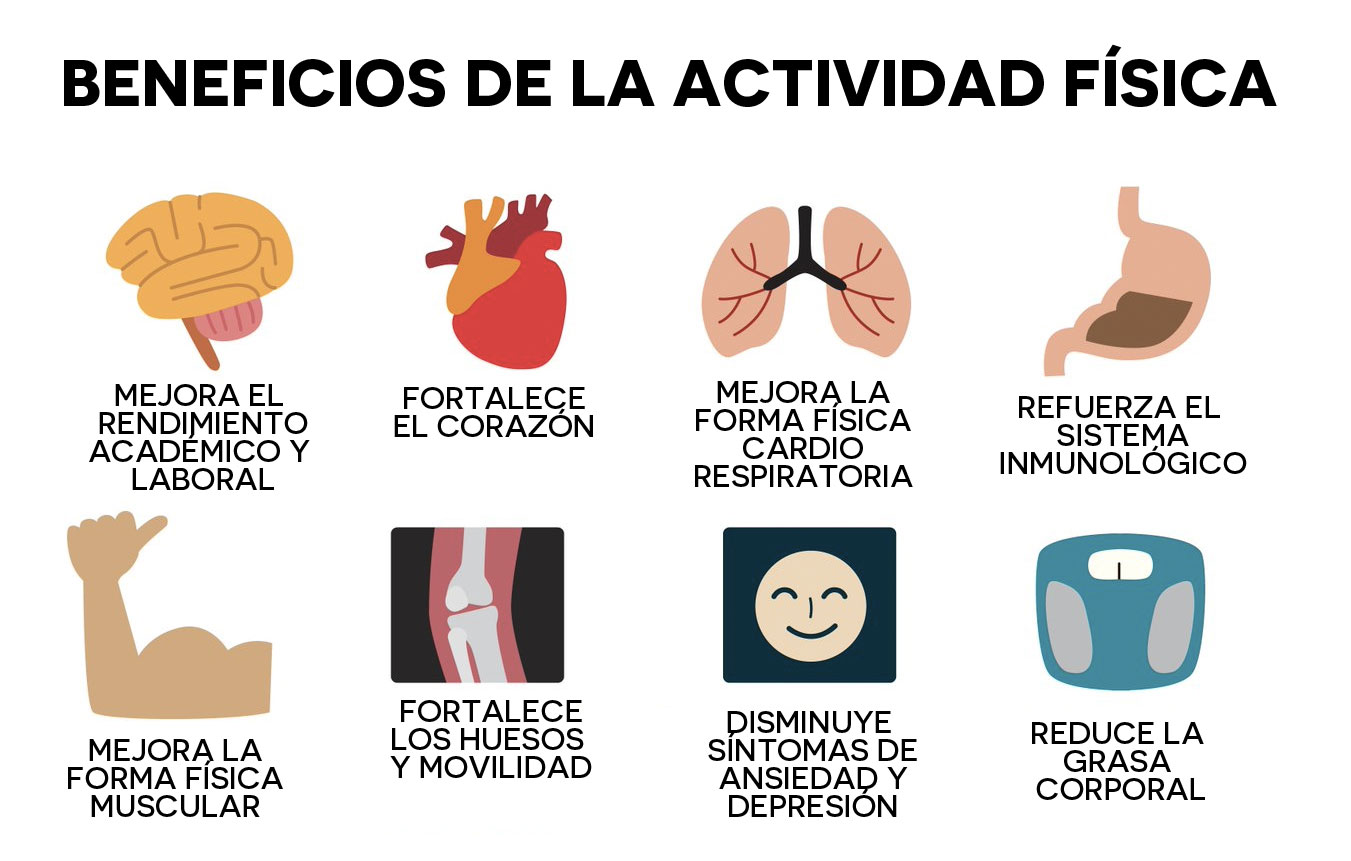 BENEFICIOS DE LA ACTIVIDAD FÍSICA
MEJORA EL
RENDIMIENTO
ACADÉMICO Y
LABORAL
FORTALECE
EL CORAZÓN
MEJORA LA
FORMA FÍSICA
CARDIO
RESPIRATORIA
REFUERZA EL
SISTEMA
INMUNOLÓGICO
MEJORA LA
FORMA FÍSICA
MUSCULAR
FORTALECE
LOS HUESOS
Y MOVILIDAD
DISMINUYE
SÍNTOMAS DE
ANSIEDAD Y
DEPRESIÓN
REDUCE LA
GRASA
CORPORAL